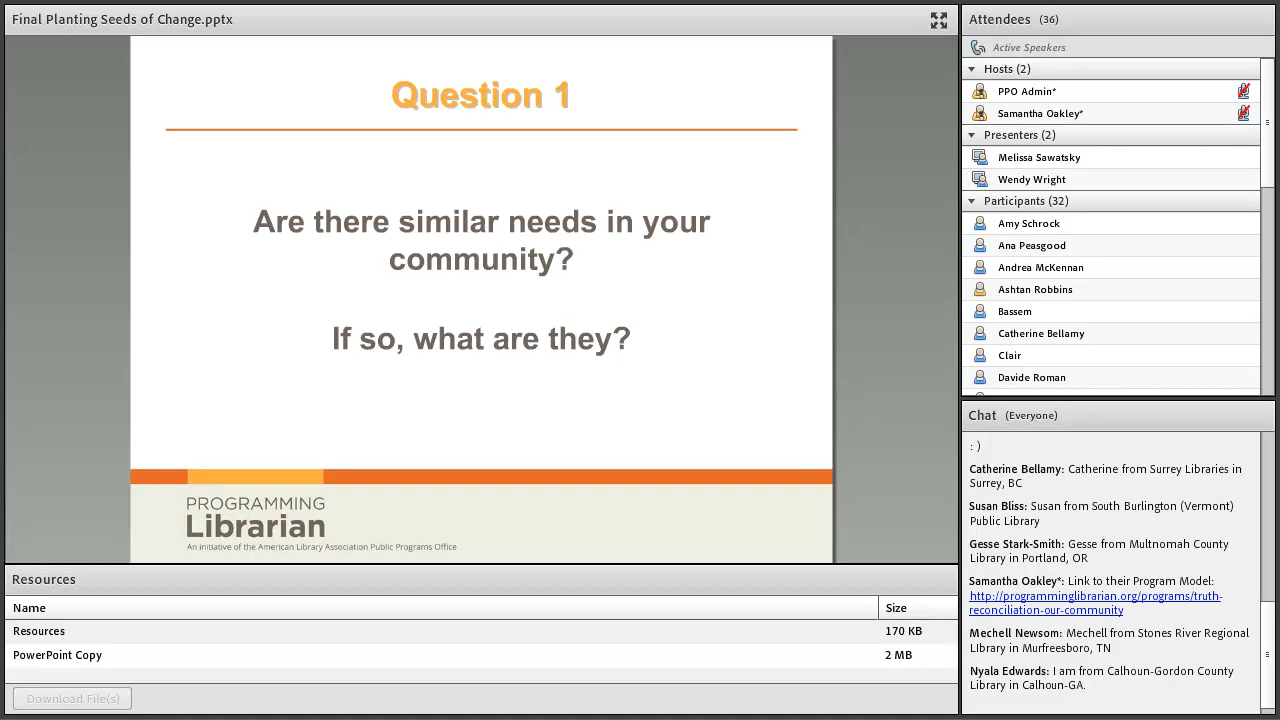 Final Planting Seeds of Change.pptx
Question 1
Are there similar needs in your
community?
If so, what are they?
PROGRAMMING
Librarian
An initiative of the American Library Association Public Programs Office
Resources
Name Size
Resources 170 KB
PowerPoint Copy 2 MB
Download File(s)
Attendees (36)
Active Speakers
Hosts (2)
PPO Admin*
Samantha Oakley*
Presenters (2)
Melissa Sawatsky
Wendy Wright
Participants (32)
Amy Schrock
Ana Peasgood
Andrea McKennan
Ashtan Robbins
Bassem
Catherine Bellamy
Clair
Davide Roman
Chat (Everyone)
: )
Catherine Bellamy: Catherine from Surrey Libraries in
Surrey, BC
Susan Bliss: Susan from South Burlington (Vermont)
Public Library
Gesse Stark-Smith: Gesse from Multnomah County
Library in Portland, OR
Samantha Oakley*: Link to their Program Model:
http://programminglibrarian.org/programs/truth-
reconciliation-our-community
Mechell Newsom: Mechell from Stones River Regional
LIbrary in Murfreesboro, TN
Nyala Edwards: I am from Calhoun-Gordon County
Library in Calhoun-GA.